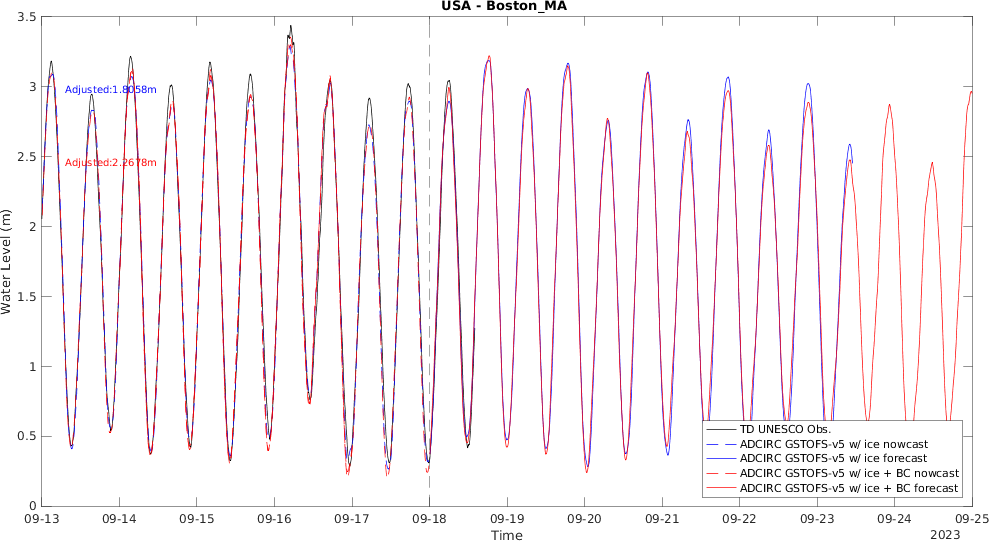 USA - Boston_MA
3.5
3
2.5
2
1.5
1
0.5
0
Water Level (m)
Adjusted:1.8058m
Adjusted:2.2678m
TD UNESCO Obs.
ADCIRC GSTOFS-v5 w/ ice nowcast
ADCIRC GSTOFS-v5 w/ ice forecast
ADCIRC GSTOFS-v5 w/ ice + BC nowcast
ADCIRC GSTOFS-v5 w/ ice + BC forecast
09-13 09-14 09-15 09-16 09-17 09-18 09-19 09-20 09-21 09-22 09-23 09-24 09-25
Time
2023